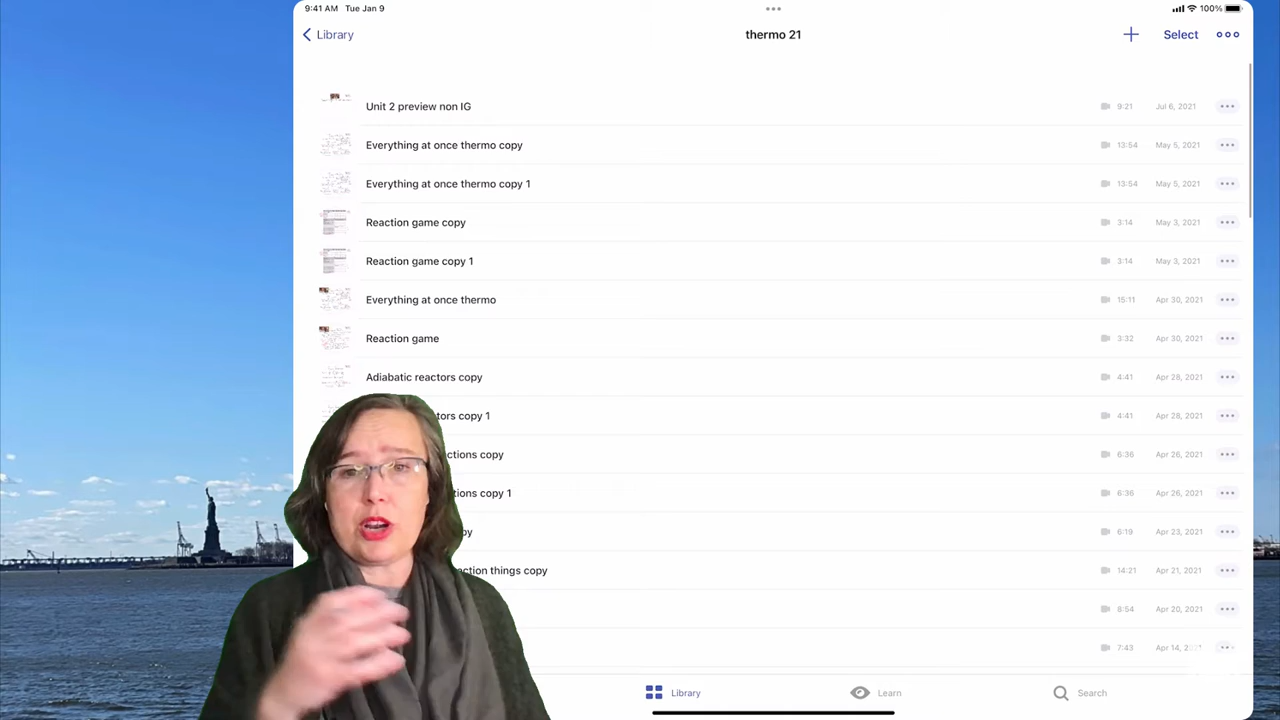 9:41 AM Tue Jan 9 100%
Library thermo 21 Select
Unit 2 preview non IG 9:21 Jul 6, 2021
Everything at once thermo copy 13:54 May 5, 2021
Everything at once thermo copy 1 13:54 May 5, 2021
Reaction game copy 3:14 May 3, 2021
Reaction game copy 1 3:14 May 3, 2021
Everything at once thermo 15:11 Apr 30, 2021
Reaction game 3:32 Apr 30, 2021
Adiabatic reactors copy 4:41 Apr 28, 2021
tors copy 1 4:41 Apr 28, 2021
ctions copy 6:36 Apr 26, 2021
tions copy 1 6:36 Apr 26, 2021
py 6:19 Apr 23, 2021
ction things copy 14:21 Apr 21, 2021
8:54 Apr 20, 2021
7:43 Apr 14, 2021
Library Learn Search